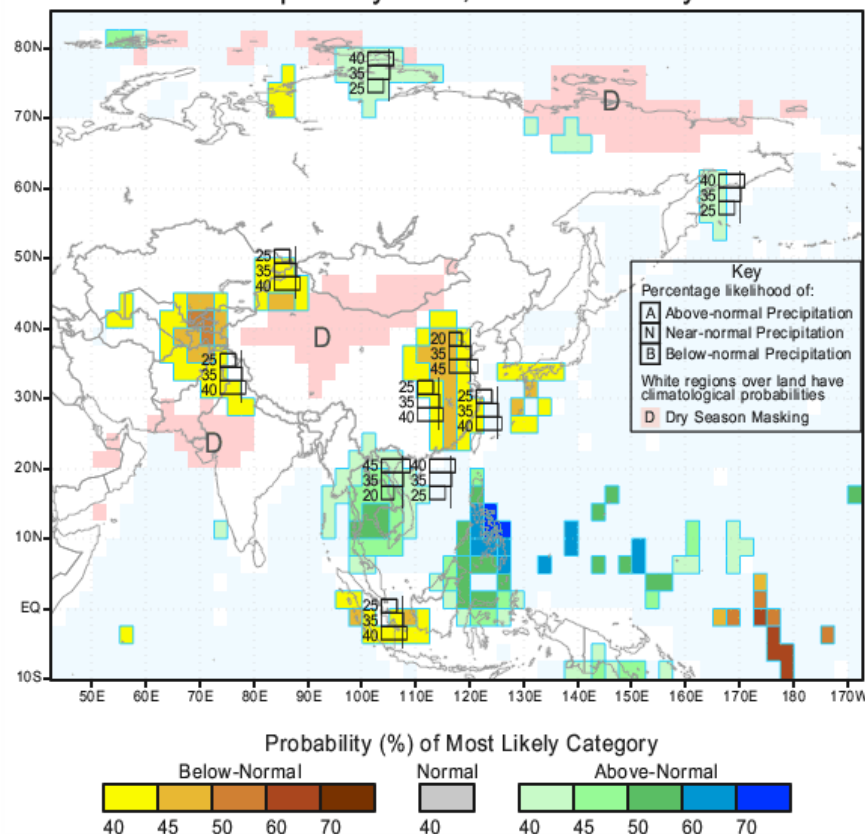 80N
70N
60N
50N
40N
30N
20N
10N
EQ
10S
40
35
25
D
40
35
25
25
35
40
Key
Percentage likelihood of:
A Above-normal Precipitation
N Near-normal Precipitation
B Below-normal Precipitation
White regions over land have
climatological probabilities
D Dry Season Masking
D
20
35
45
25
35
40
25
35
40
25
35
40
D
45
35
20
40
35
25
25
35
40
50E 60E 70E 80E 90E 100E 110E 120E 130E 140E 150E 160E 170E 180 170W
Probability (%) of Most Likely Category
Below-Normal Normal Above-Normal
40 45 50 60 70 40 40 45 50 60 70